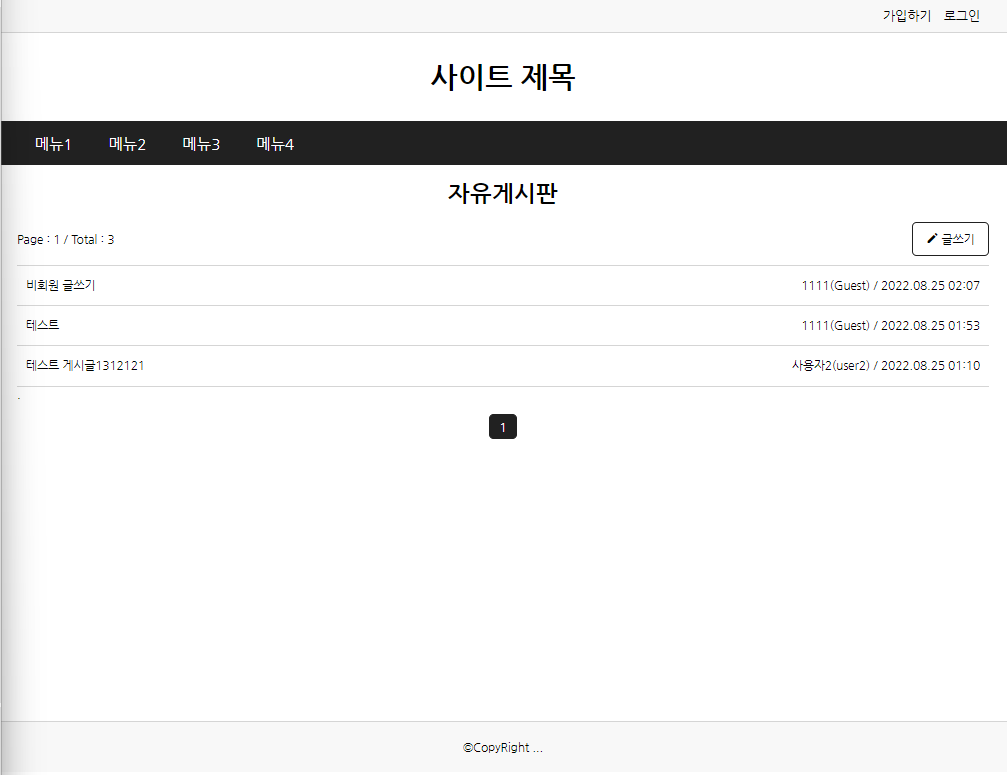 가입하기 로그인
사이트 제목
메뉴1 메뉴2 메뉴3 메뉴4
자유게시판
Page : 1 / Total : 3 글쓰기
비회원 글쓰기 1111(Guest) / 2022.08.25 02:07
테스트 1111(Guest) / 2022.08.25 01:53
테스트 게시글1312121 사용자2(user2) / 2022.08.25 01:10
1
©CopyRight ...